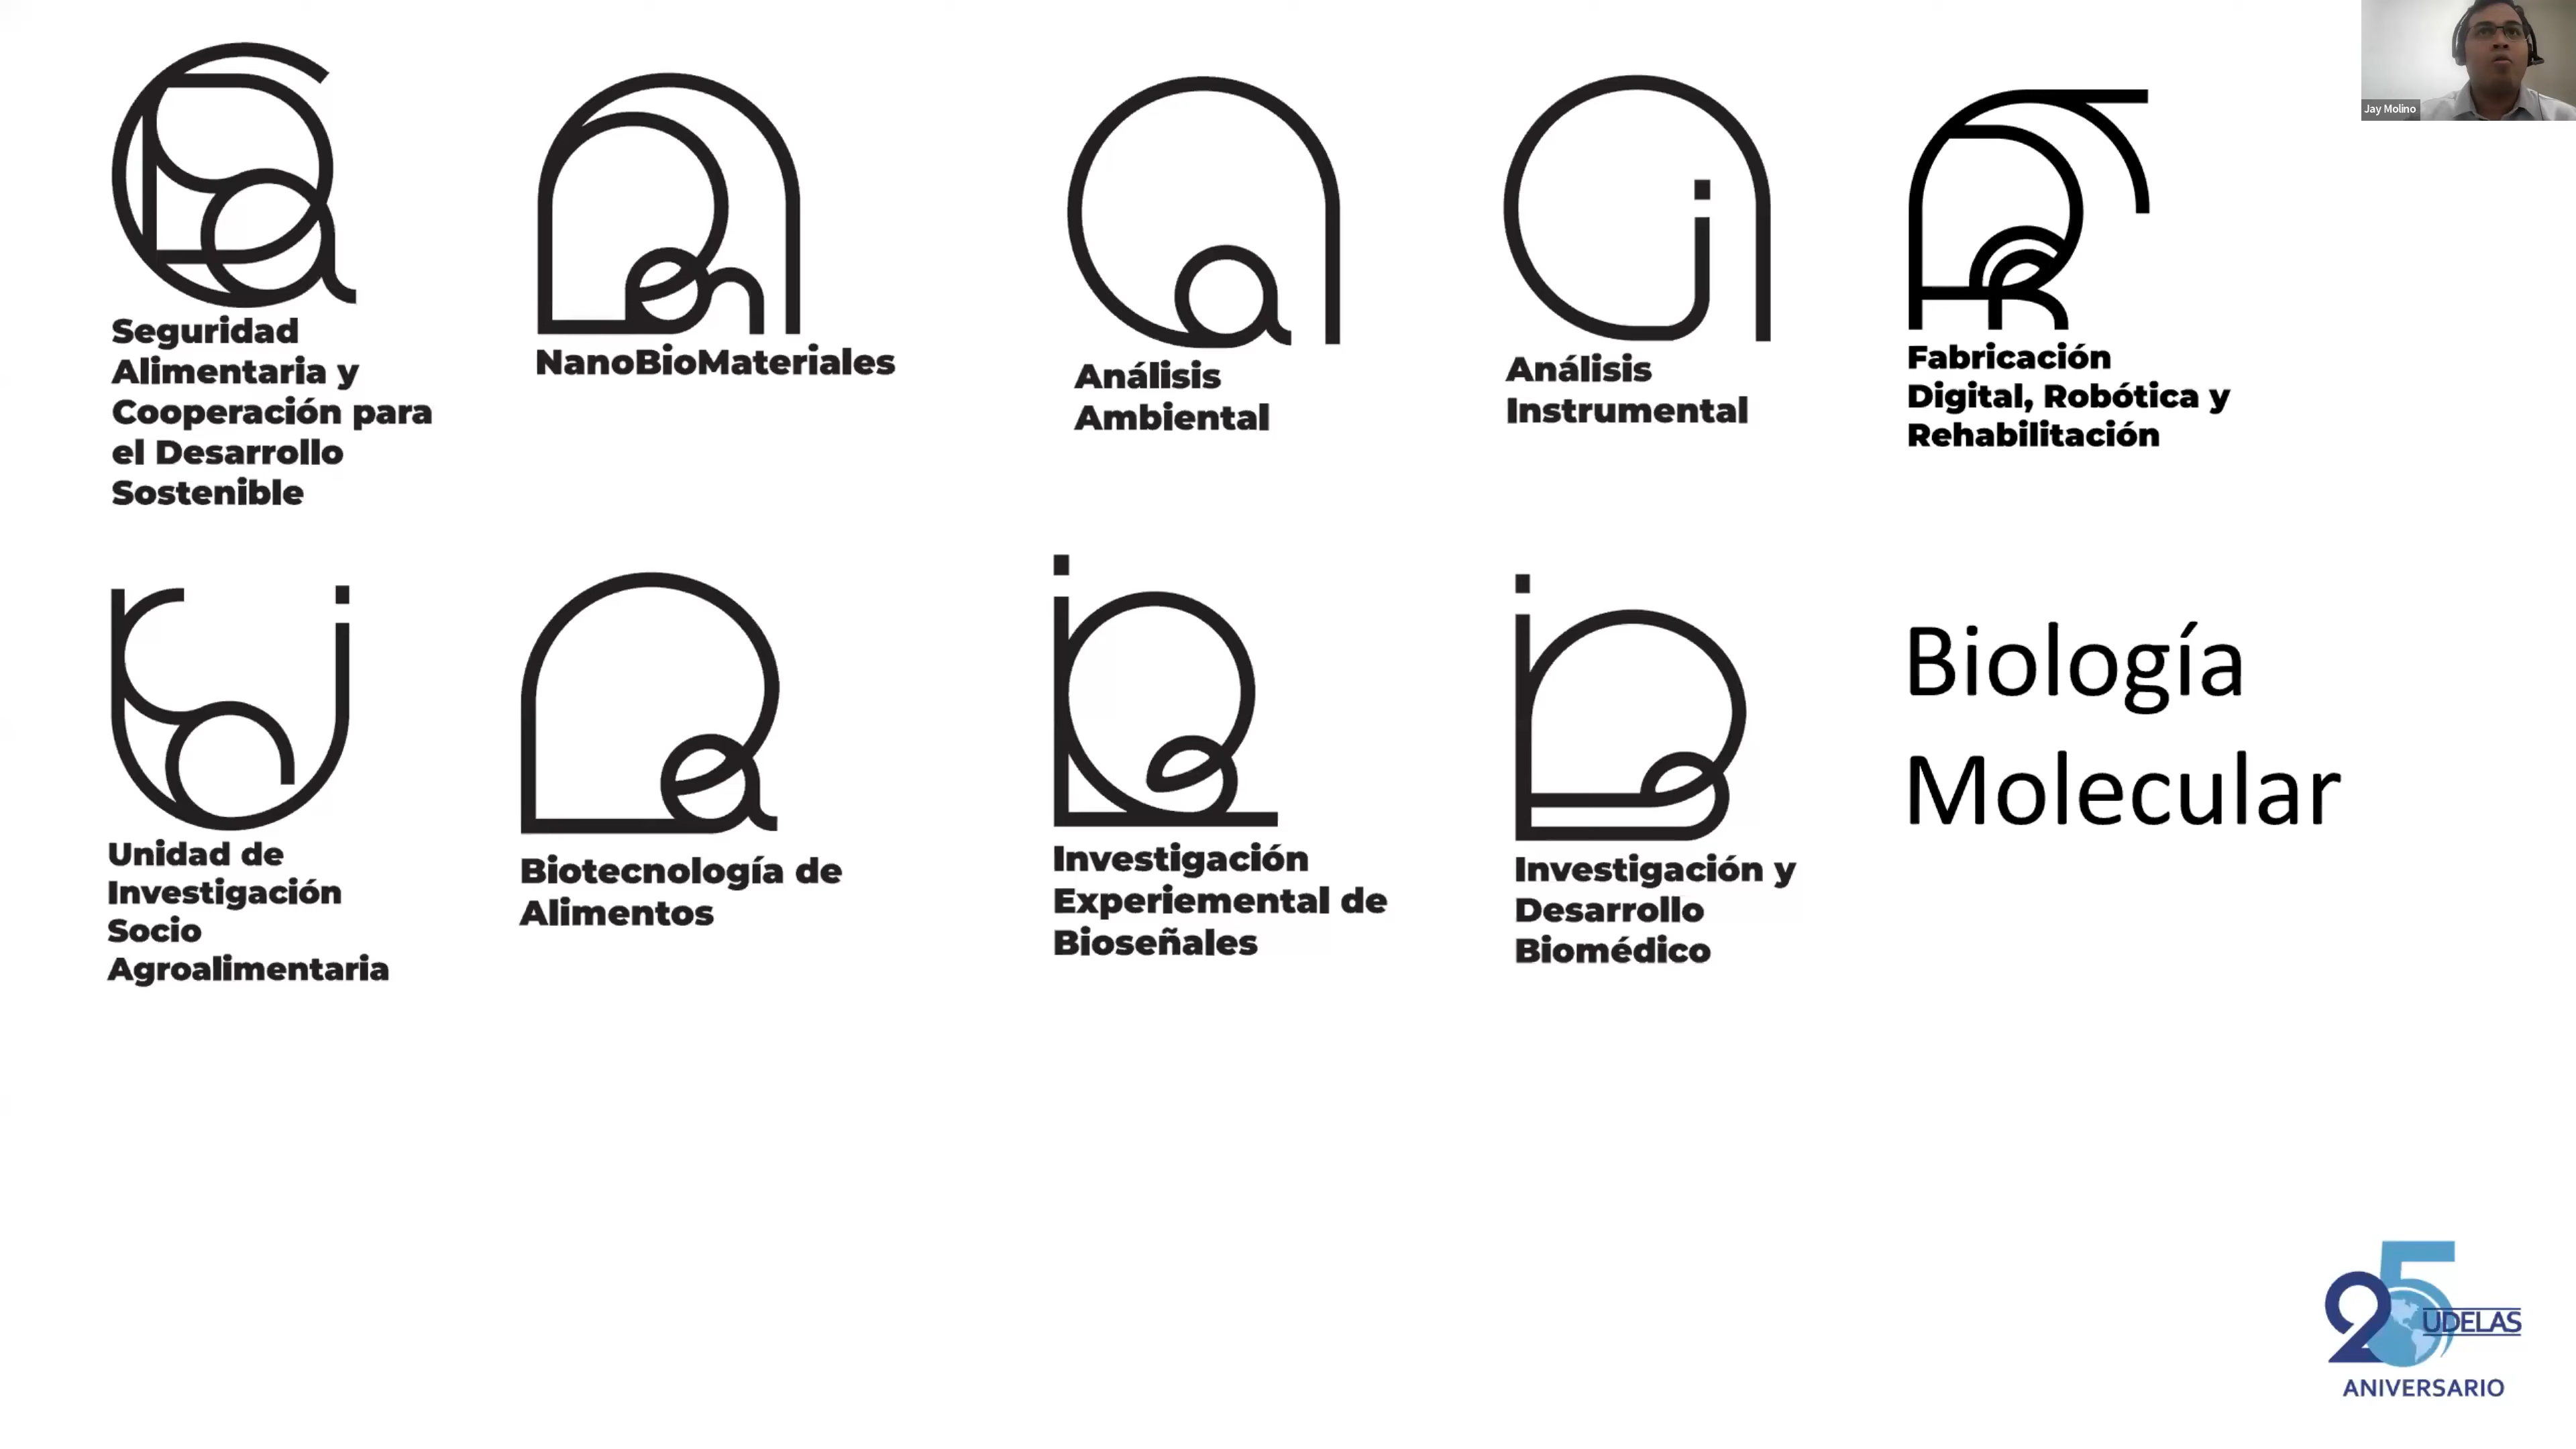 Jay Molino
Seguridad
Alimentaria y
Cooperación para
el Desarrollo
Sostenible
NanoBioMateriales
Análisis
Ambiental
Análisis
Instrumental
Fabricación
Digital, Robótica y
Rehabilitación
Unidad de
Investigación
Socio
Agroalimentaria
Biotecnología de
Alimentos
Investigación
Experiemental de
Bioseñales
Investigación y
Desarrollo
Biomédico
Biología
Molecular
25
UDELAS
ANIVERSARIO